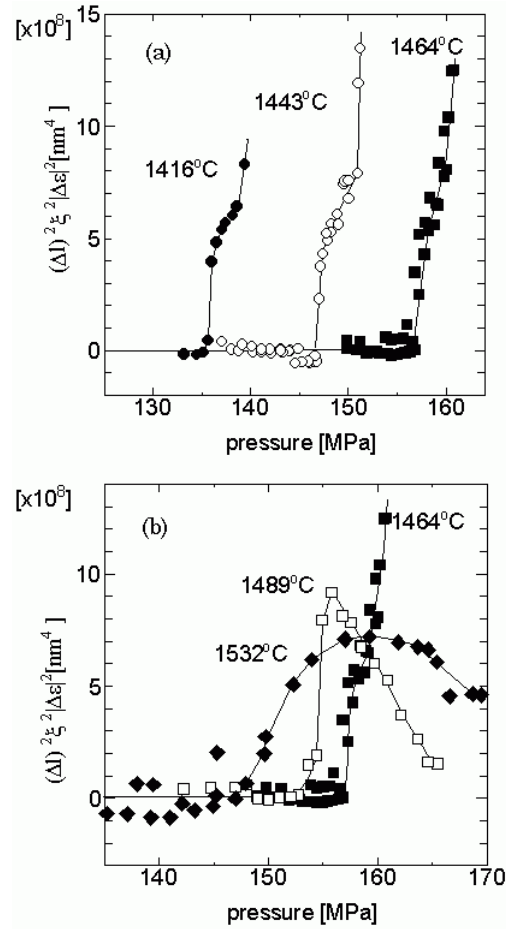 [x10⁸]
15
(a)
1464⁰C
1443⁰C
10
1416⁰C
5
0
(Δl)²ξ²|Δε|²[nm⁴]
130 140 150 160
pressure [MPa]
[x10⁸]
(b)
1464⁰C
10
1489⁰C
1532⁰C
5
0
(Δl)²ξ²|Δε|²[nm⁴]
140 150 160 170
pressure [MPa]